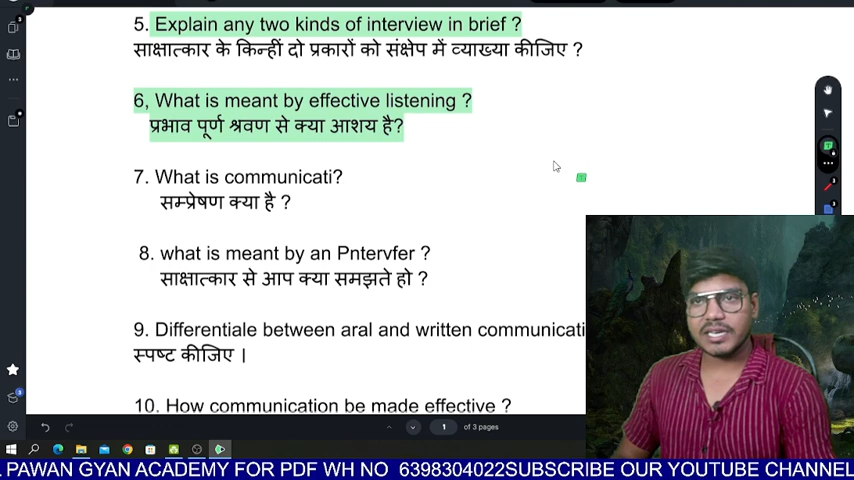 5. Explain any two kinds of interview in brief ?
साक्षात्कार के किन्हीं दो प्रकारों को संक्षेप में व्याख्या कीजिए ?
6, What is meant by effective listening ?
प्रभाव पूर्ण श्रवण से क्या आशय है?
7. What is communicati?
सम्प्रेषण क्या है ?
8. what is meant by an Pntervfer ?
साक्षात्कार से आप क्या समझते हो ?
9. Differentiale between aral and written communicati
स्पष्ट कीजिए ।
10. How communication be made effective ?
1 of 3 pages
PAWAN GYAN ACADEMY FOR PDF WH NO 6398304022SUBSCRIBE OUR YOUTUBE CHANNEL